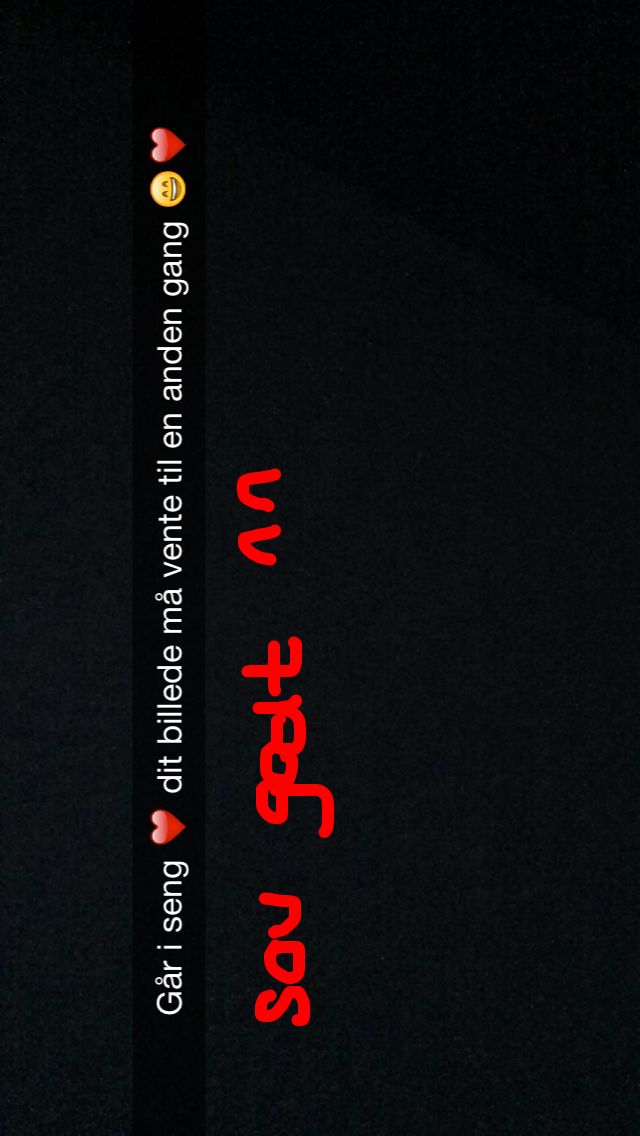 Går i seng ❤️ dit billede må vente til en anden gang 😄❤️
Sov godt ^^